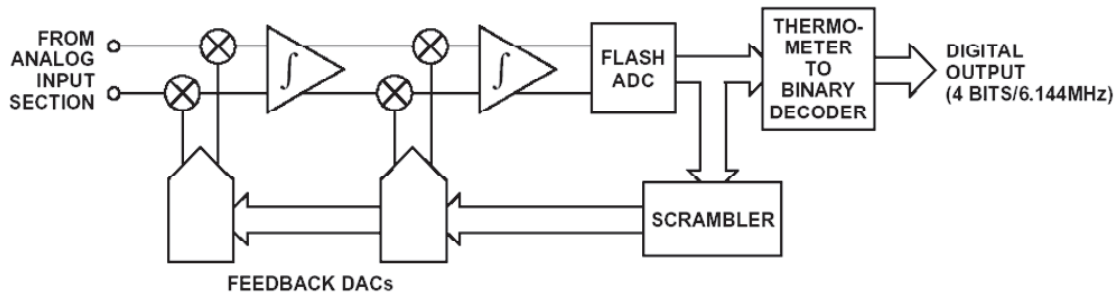 FROM
ANALOG
INPUT
SECTION
∫
∫
FLASH
ADC
THERMO-
METER
TO
BINARY
DECODER
DIGITAL
OUTPUT
(4 BITS/6.144MHz)
SCRAMBLER
FEEDBACK DACs